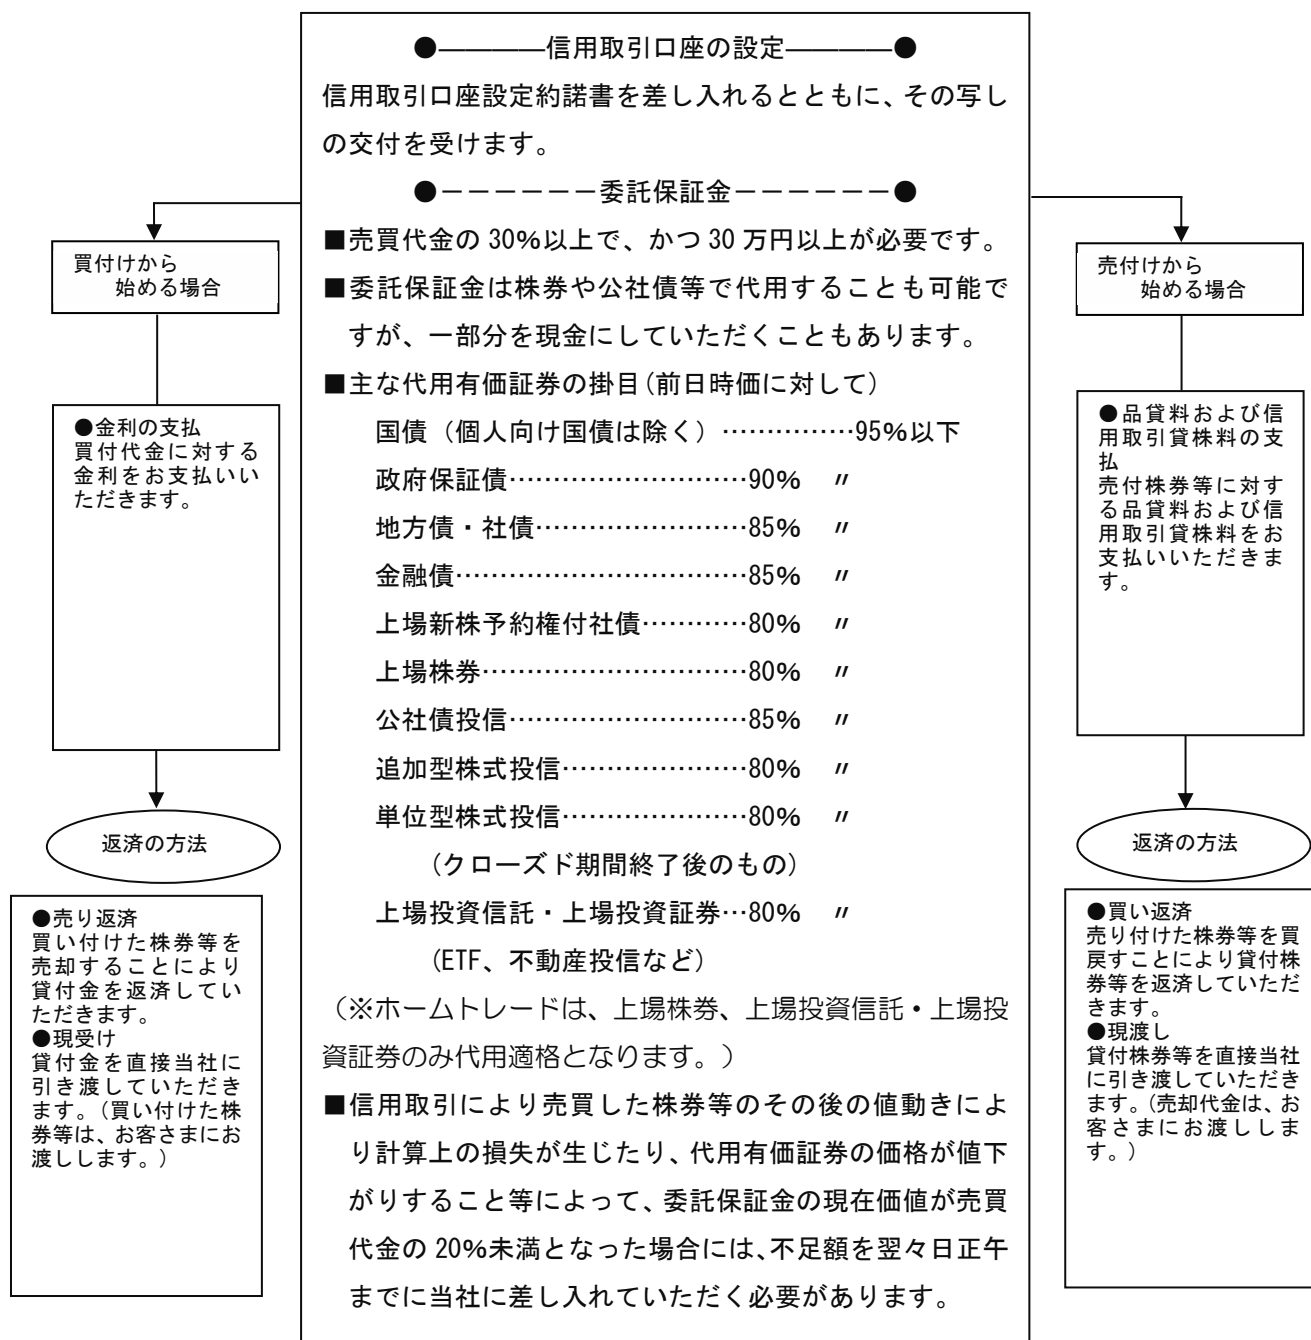 ●————信用取引口座の設定————●
信用取引口座設定約諾書を差し入れるとともに、その写し
の交付を受けます。
●－－－－－－委託保証金－－－－－－●
■売買代金の 30%以上で、かつ 30 万円以上が必要です。
■委託保証金は株券や公社債等で代用することも可能で
すが、一部分を現金にしていただくこともあります。
■主な代用有価証券の掛目(前日時価に対して)
国債（個人向け国債は除く）……………95%以下
政府保証債………………………90%　〃
地方債・社債……………………85%　〃
金融債……………………………85%　〃
上場新株予約権付社債…………80%　〃
上場株券…………………………80%　〃
公社債投信………………………85%　〃
追加型株式投信…………………80%　〃
単位型株式投信…………………80%　〃
(クローズド期間終了後のもの)
上場投資信託・上場投資証券…80%　〃
(ETF、不動産投信など)
（※ホームトレードは、上場株券、上場投資信託・上場投
資証券のみ代用適格となります。）
■信用取引により売買した株券等のその後の値動きによ
り計算上の損失が生じたり、代用有価証券の価格が値下
がりすること等によって、委託保証金の現在価値が売買
代金の 20%未満となった場合には、不足額を翌々日正午
までに当社に差し入れていただく必要があります。
買付けから
始める場合
●金利の支払
買付代金に対する
金利をお支払いい
ただきます。
返済の方法
●売り返済
買い付けた株券等を
売却することにより
貸付金を返済してい
ただきます。
●現受け
貸付金を直接当社に
引き渡していただき
ます。(買い付けた株
券等は、お客さまにお
渡しします。)
売付けから
始める場合
●品貸料および信
用取引貸株料の支
払
売付株券等に対す
る品貸料および信
用取引貸株料をお
支払いいただきま
す。
返済の方法
●買い返済
売り付けた株券等を買
戻すことにより貸付株
券等を返済していただ
きます。
●現渡し
貸付株券等を直接当社
に引き渡していただき
ます。(売却代金は、お
客さまにお渡ししま
す。)